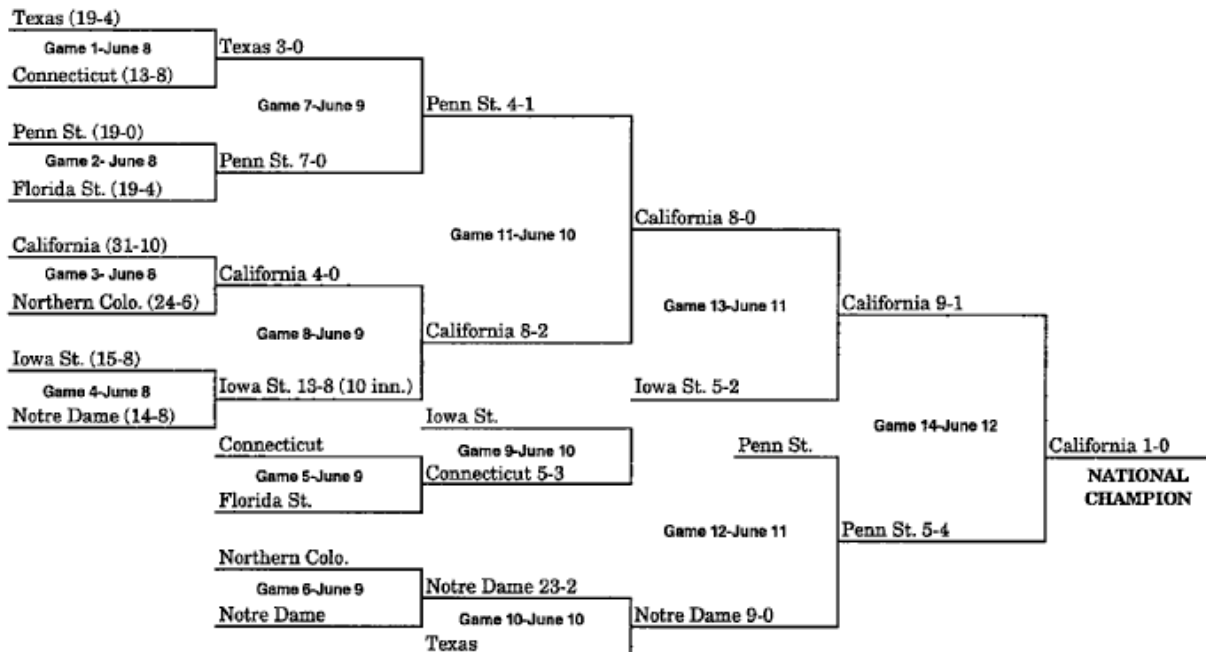 Texas (19-4)
Game 1-June 8
Connecticut (13-8)
Texas 3-0
Game 7-June 9
Penn St. (19-0)
Game 2- June 8
Florida St. (19-4)
Penn St. 7-0
Penn St. 4-1
Game 11-June 10
California (31-10)
Game 3- June 8
Northern Colo. (24-6)
California 4-0
Game 8-June 9
Iowa St. (15-8)
Game 4-June 8
Notre Dame (14-8)
Iowa St. 13-8 (10 inn.)
California 8-2
California 8-0
Game 13-June 11
Iowa St. 5-2
Iowa St.
Game 9-June 10
Connecticut
Game 5-June 9
Florida St.
Connecticut 5-3
Northern Colo.
Game 6-June 9
Notre Dame
Notre Dame 23-2
Game 10-June 10
Texas
Notre Dame 9-0
Penn St.
Game 12-June 11
Penn St. 5-4
California 9-1
Game 14-June 12
California 1-0
NATIONAL
CHAMPION